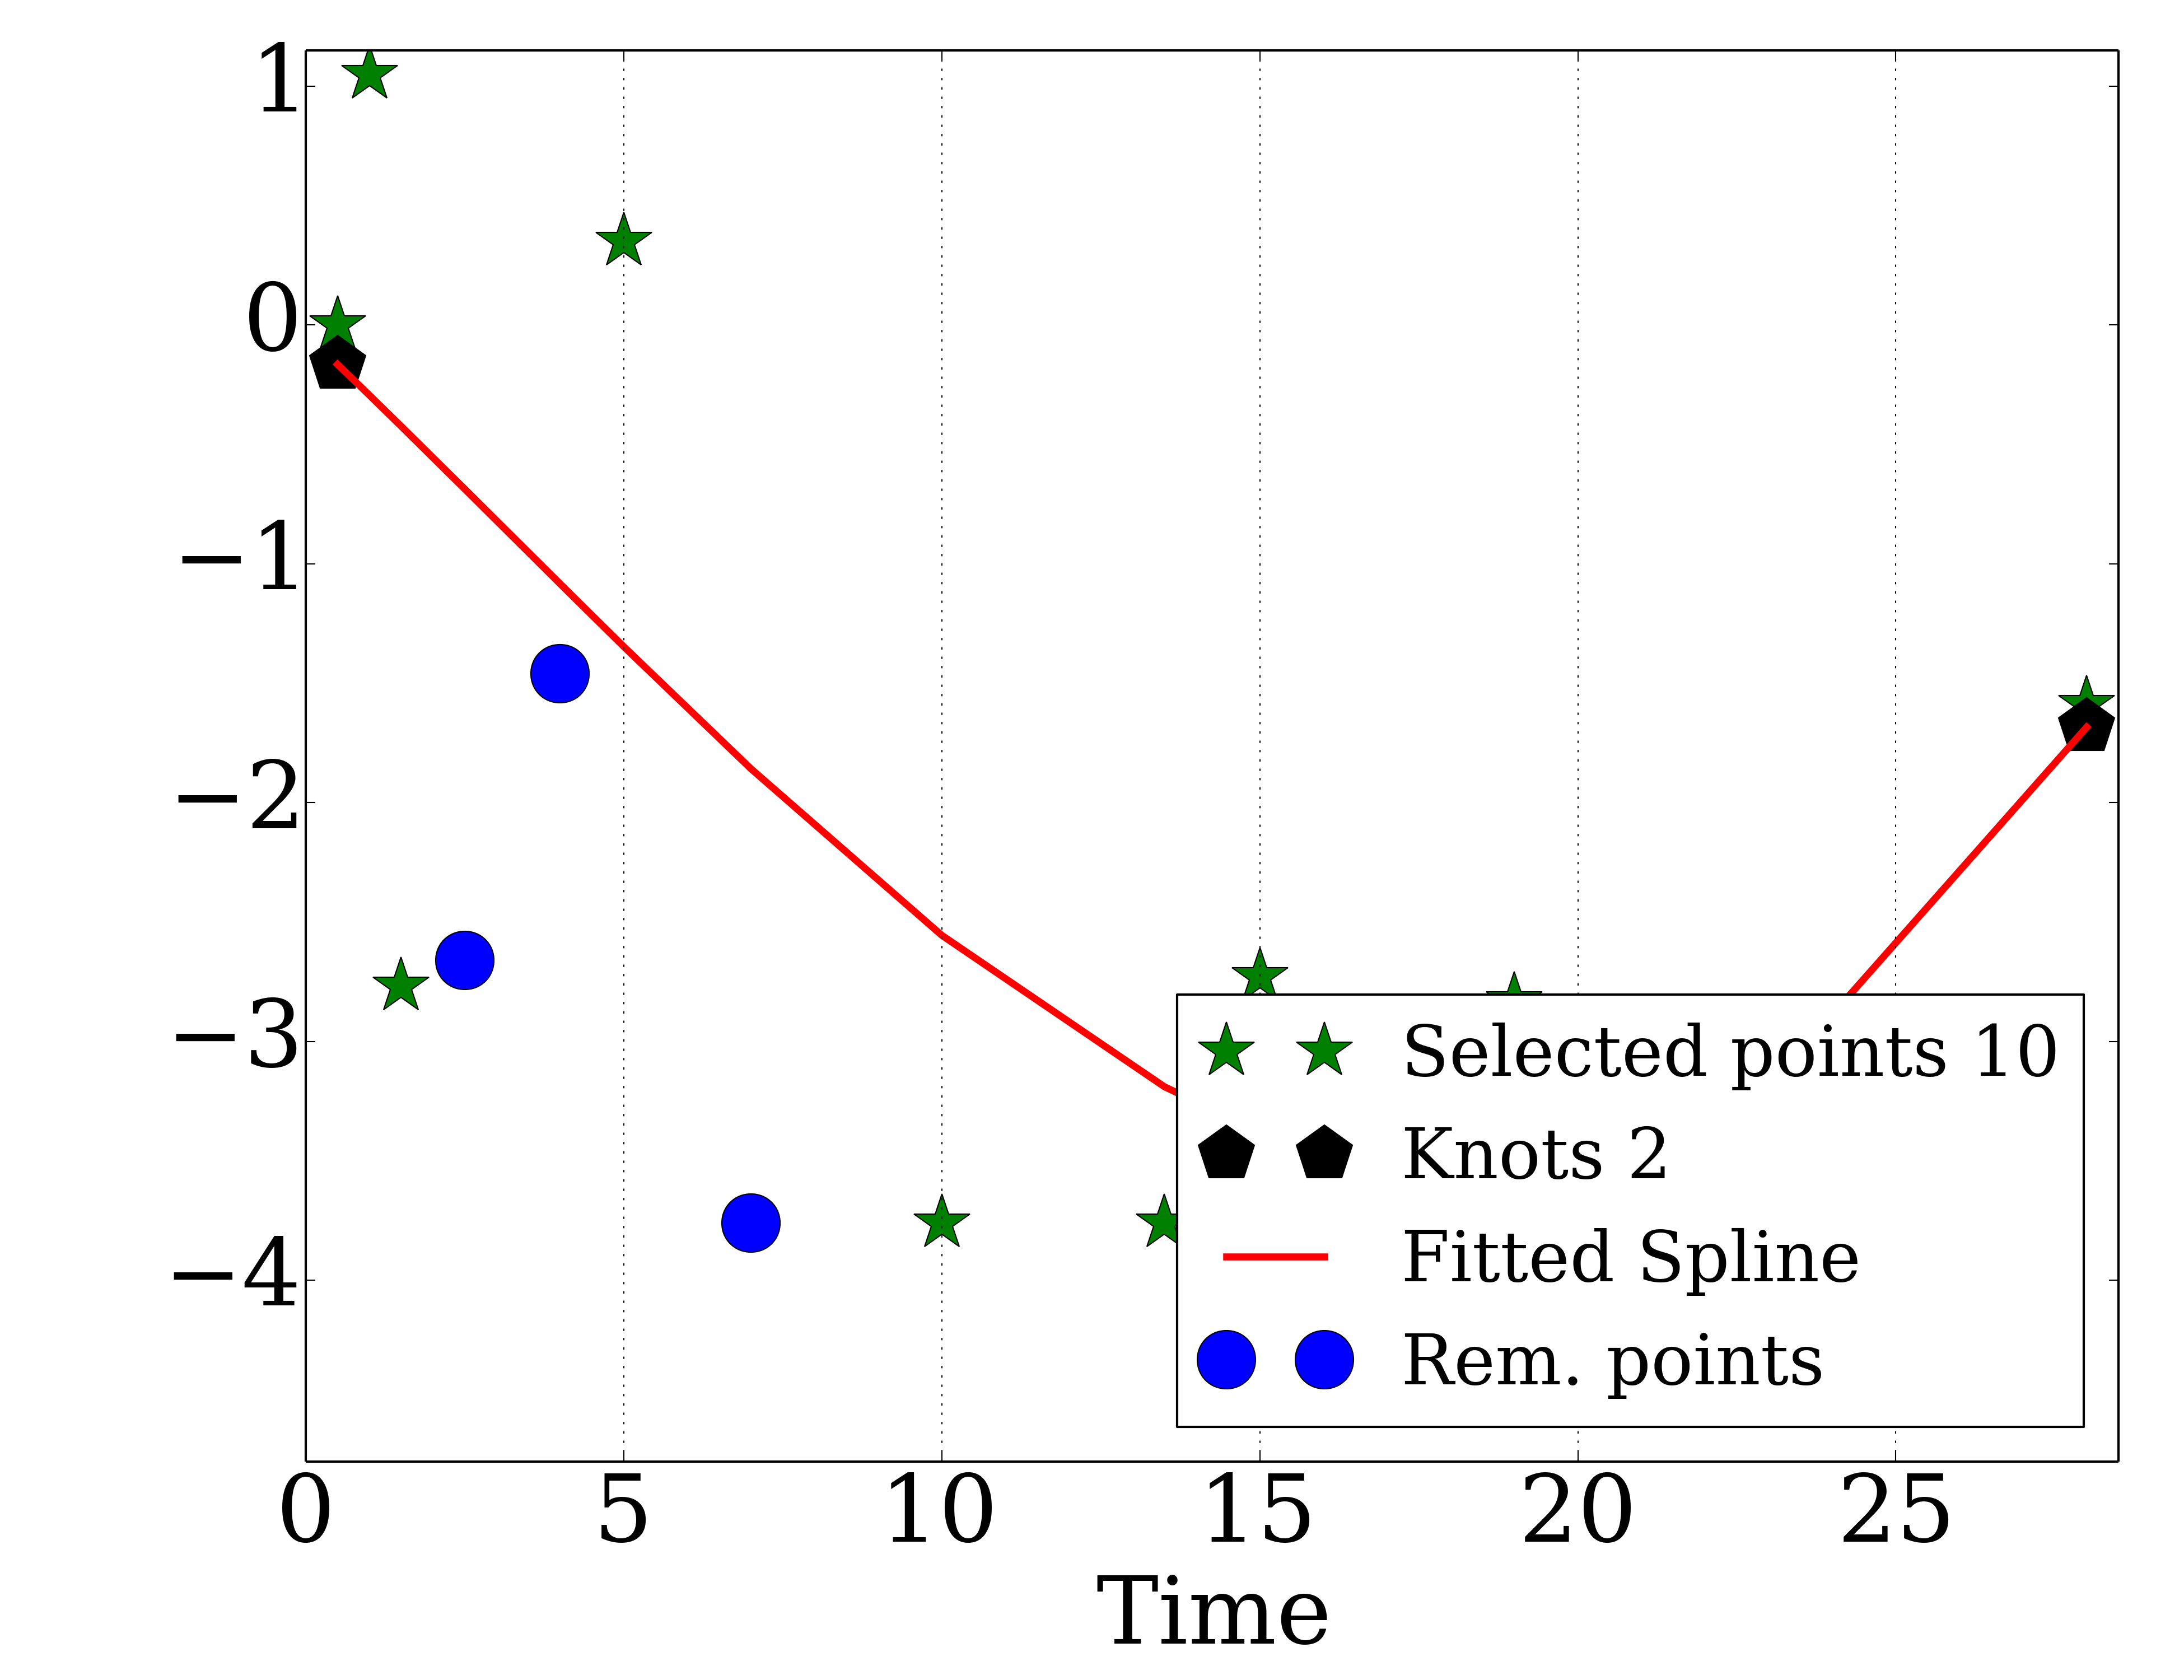 1
0
−1
−2
−3
−4
Selected points 10
Knots 2
Fitted Spline
Rem. points
0 5 10 15 20 25
Time